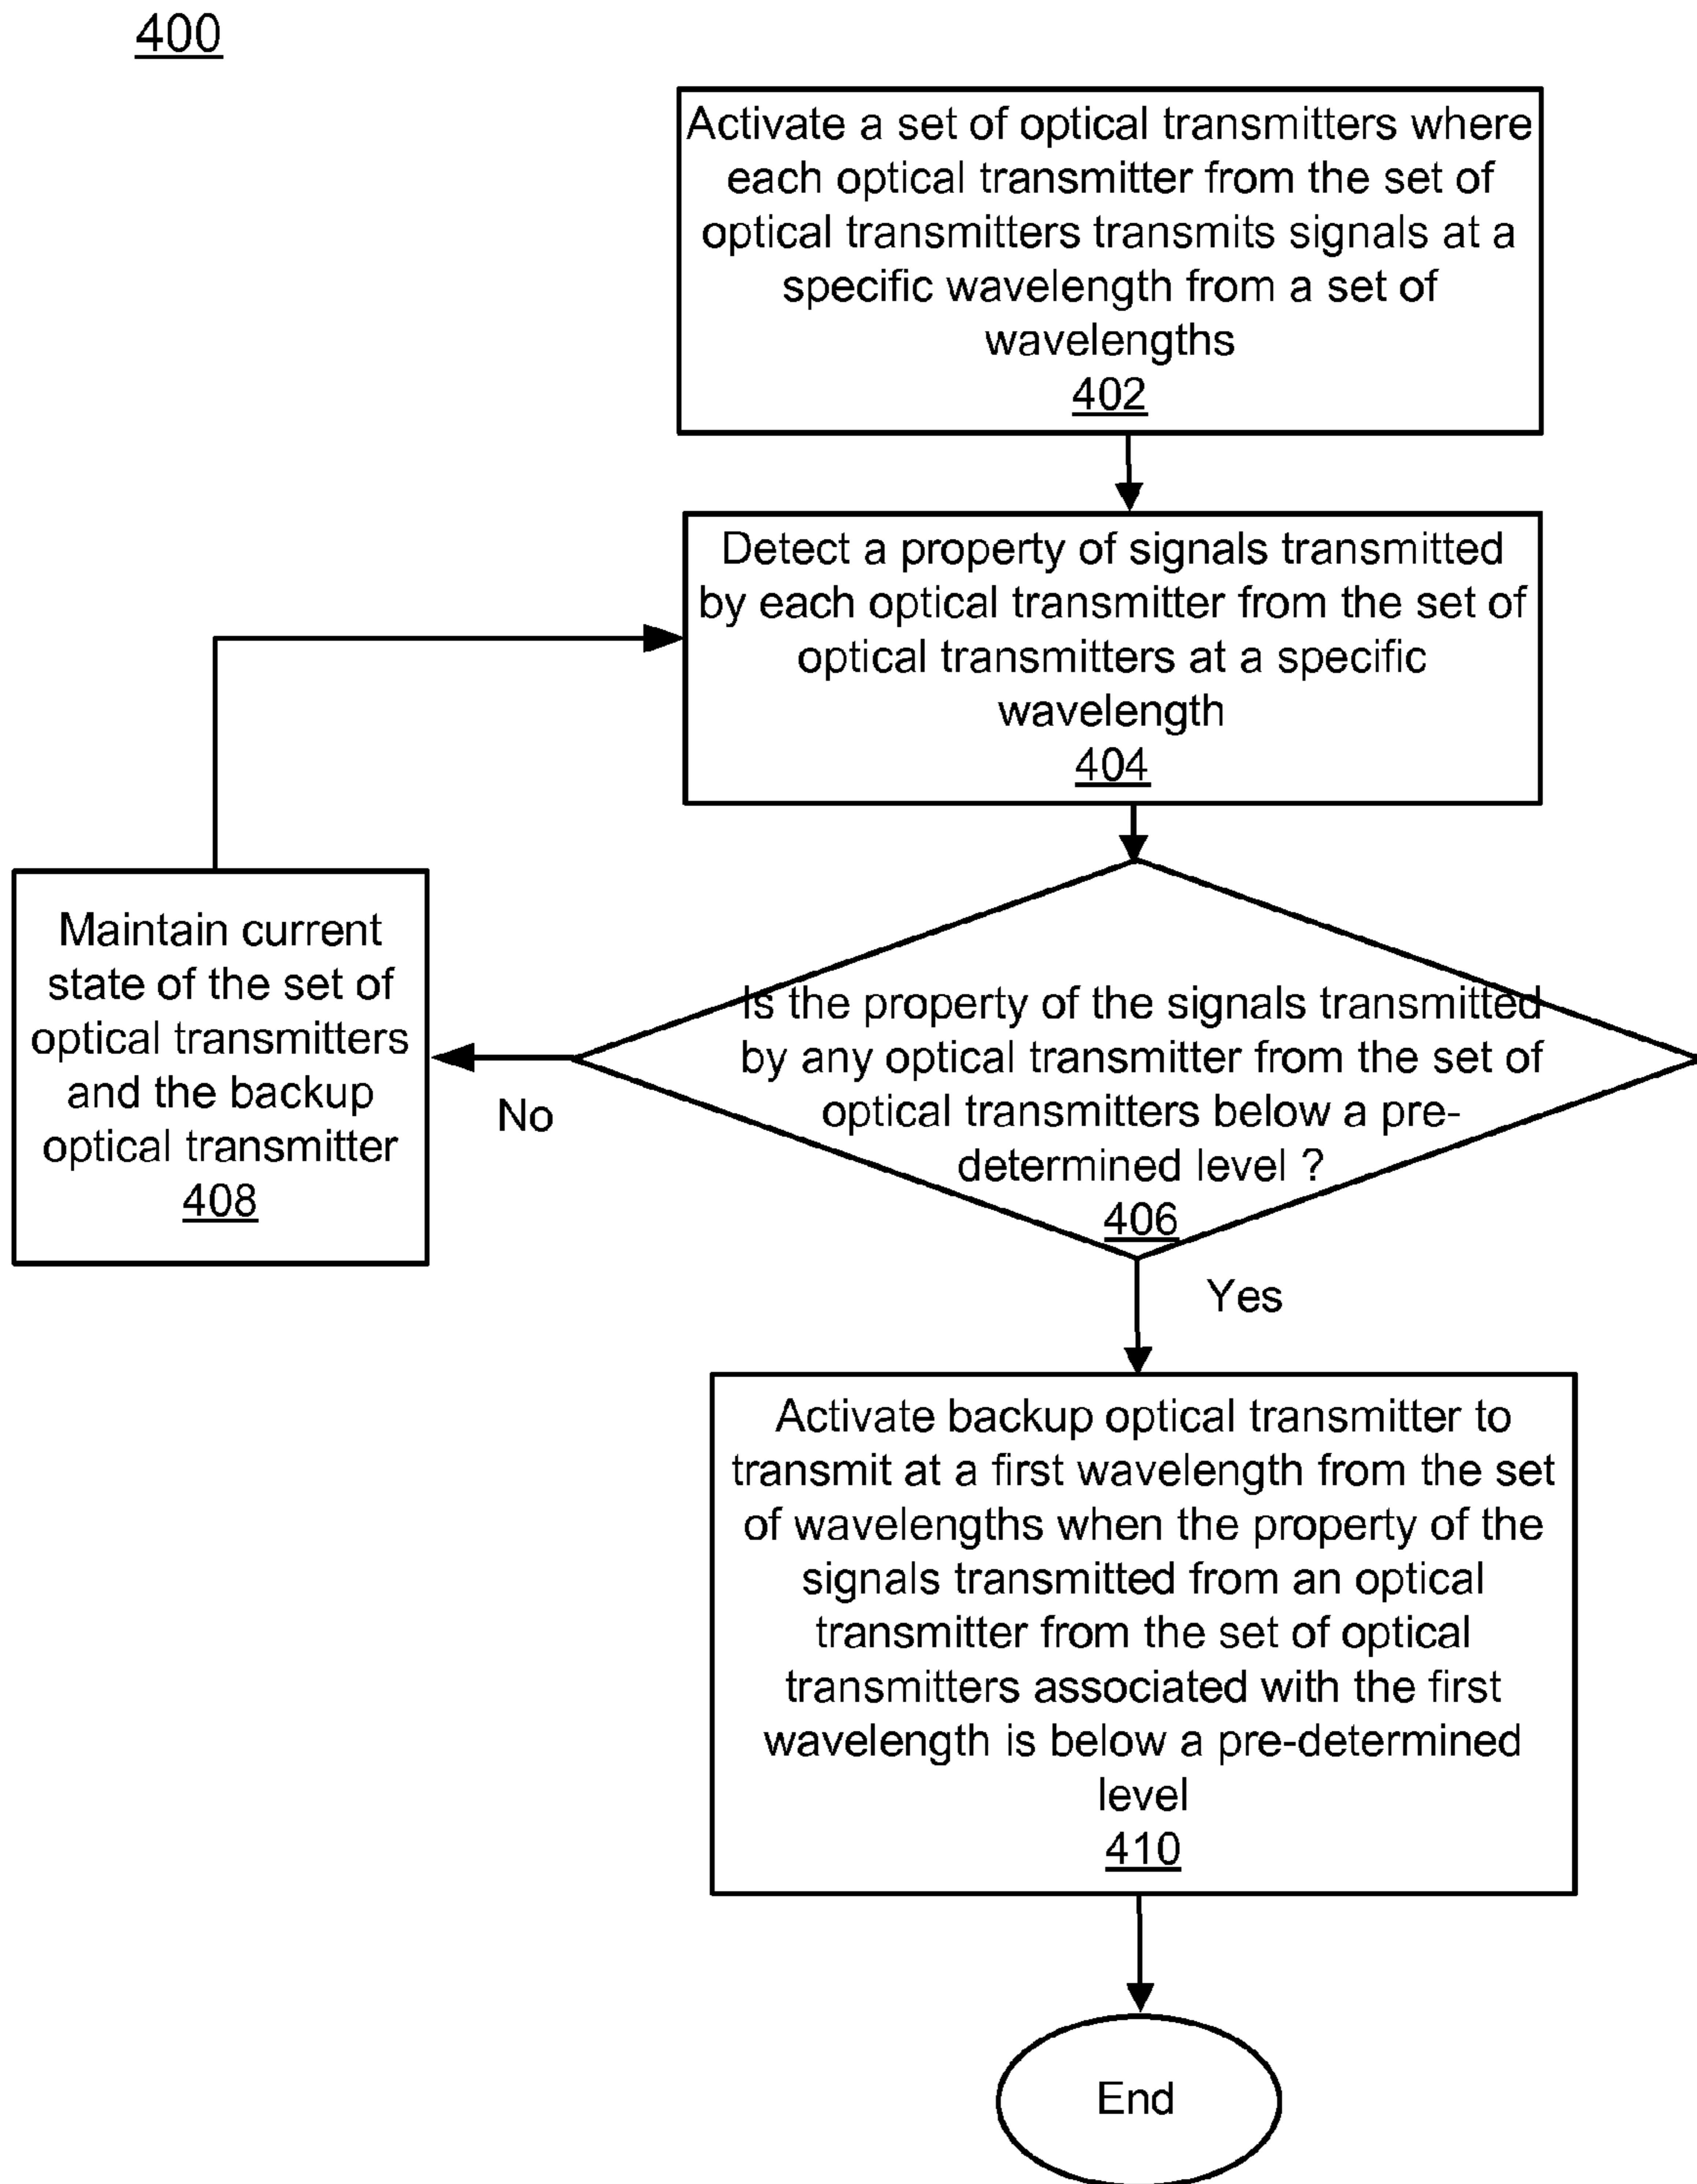 400
Activate a set of optical transmitters where
each optical transmitter from the set of
optical transmitters transmits signals at a
specific wavelength from a set of
wavelengths
402
Detect a property of signals transmitted
by each optical transmitter from the set of
optical transmitters at a specific
wavelength
404
Is the property of the signals transmitted
by any optical transmitter from the set of
optical transmitters below a pre-
determined level ?
406
No
Maintain current
state of the set of
optical transmitters
and the backup
optical transmitter
408
Yes
Activate backup optical transmitter to
transmit at a first wavelength from the set
of wavelengths when the property of the
signals transmitted from an optical
transmitter from the set of optical
transmitters associated with the first
wavelength is below a pre-determined
level
410
End